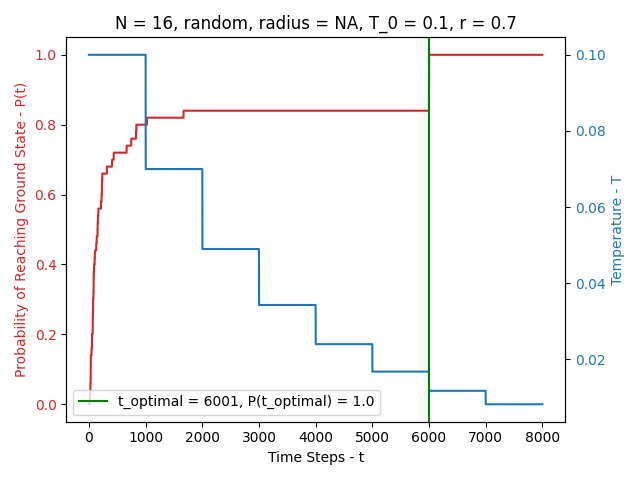 N = 16, random, radius = NA, T_0 = 0.1, r = 0.7
Probability of Reaching Ground State - P(t)
1.0
0.8
0.6
0.4
0.2
0.0
0.10
0.08
0.06
0.04
0.02
Temperature - T
t_optimal = 6001, P(t_optimal) = 1.0
0 1000 2000 3000 4000 5000 6000 7000 8000
Time Steps - t